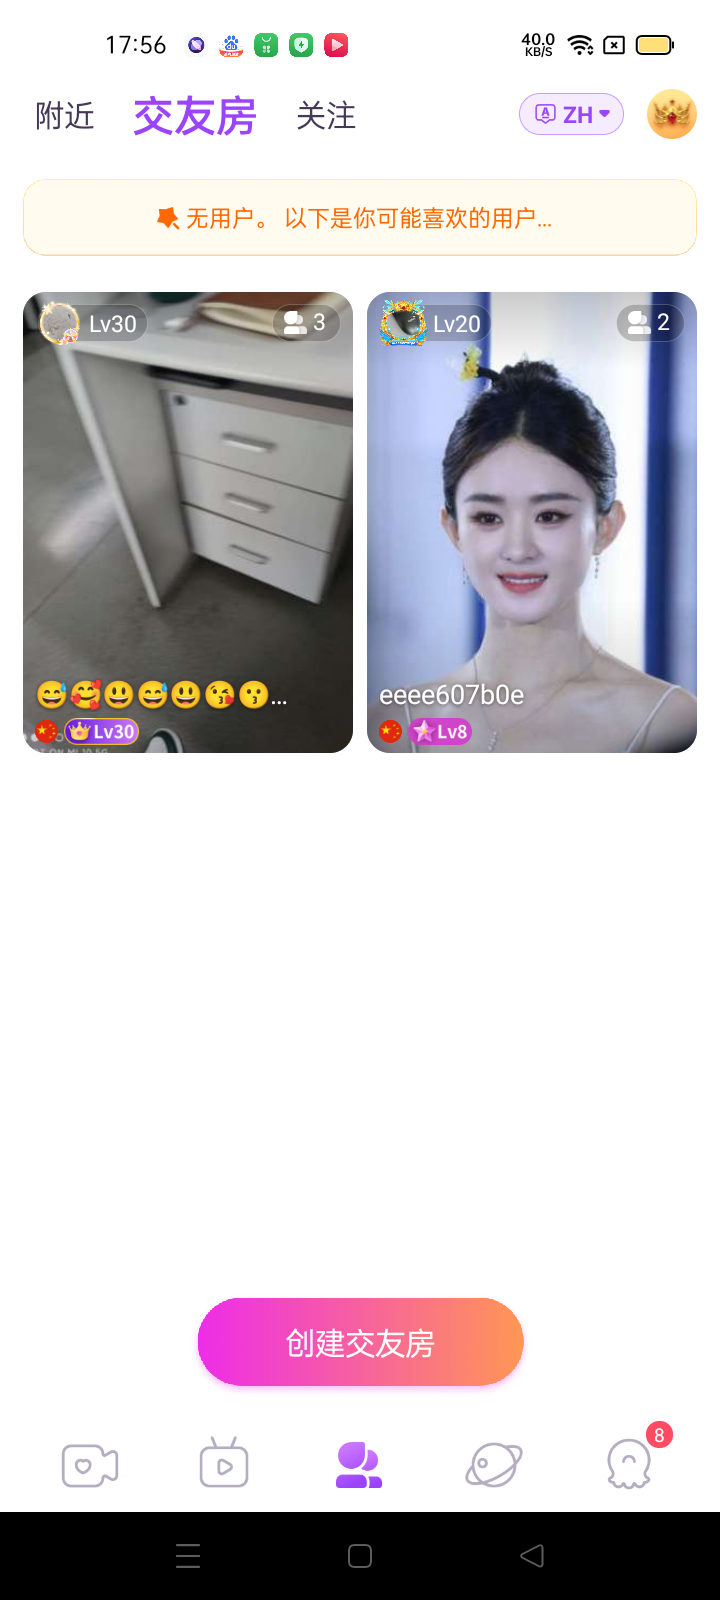 17:56
40.0
KB/S
附近 交友房 关注
ZH
无用户。 以下是你可能喜欢的用户...
Lv30
3
Lv20
2
😅🥰😃😅😃😘😗...
Lv30
eeee607b0e
Lv8
创建交友房
8